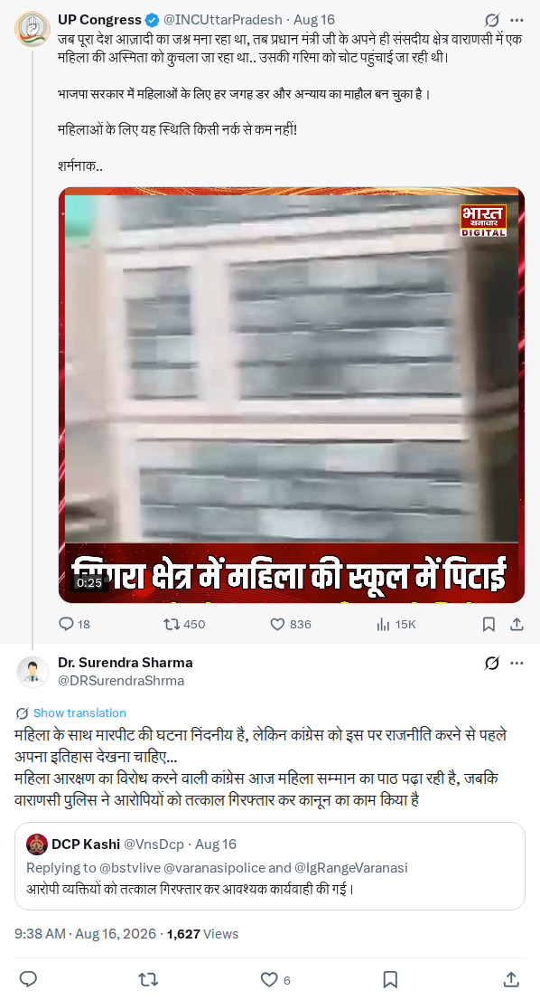 UP Congress @INCUttarPradesh · Aug 16
जब पूरा देश आज़ादी का जश्न मना रहा था, तब प्रधान मंत्री जी के अपने ही संसदीय क्षेत्र वाराणसी में एक
महिला की अस्मिता को कुचला जा रहा था.. उसकी गरिमा को चोट पहुंचाई जा रही थी।
भाजपा सरकार में महिलाओं के लिए हर जगह डर और अन्याय का माहौल बन चुका है।
महिलाओं के लिए यह स्थिति किसी नर्क से कम नहीं!
शर्मनाक..
भारत
समाचार
DIGITAL
सिगरा क्षेत्र में महिला की स्कूल में पिटाई
0:25
18 450 836 15K
Dr. Surendra Sharma
@DRSurendraShrma
Show translation
महिला के साथ मारपीट की घटना निंदनीय है, लेकिन कांग्रेस को इस पर राजनीति करने से पहले
अपना इतिहास देखना चाहिए...
महिला आरक्षण का विरोध करने वाली कांग्रेस आज महिला सम्मान का पाठ पढ़ा रही है, जबकि
वाराणसी पुलिस ने आरोपियों को तत्काल गिरफ्तार कर कानून का काम किया है
DCP Kashi @VnsDcp · Aug 16
Replying to @bstvlive @varanasipolice and @IgRangeVaranasi
आरोपी व्यक्तियों को तत्काल गिरफ्तार कर आवश्यक कार्यवाही की गई।
9:38 AM · Aug 16, 2026 · 1,627 Views
6